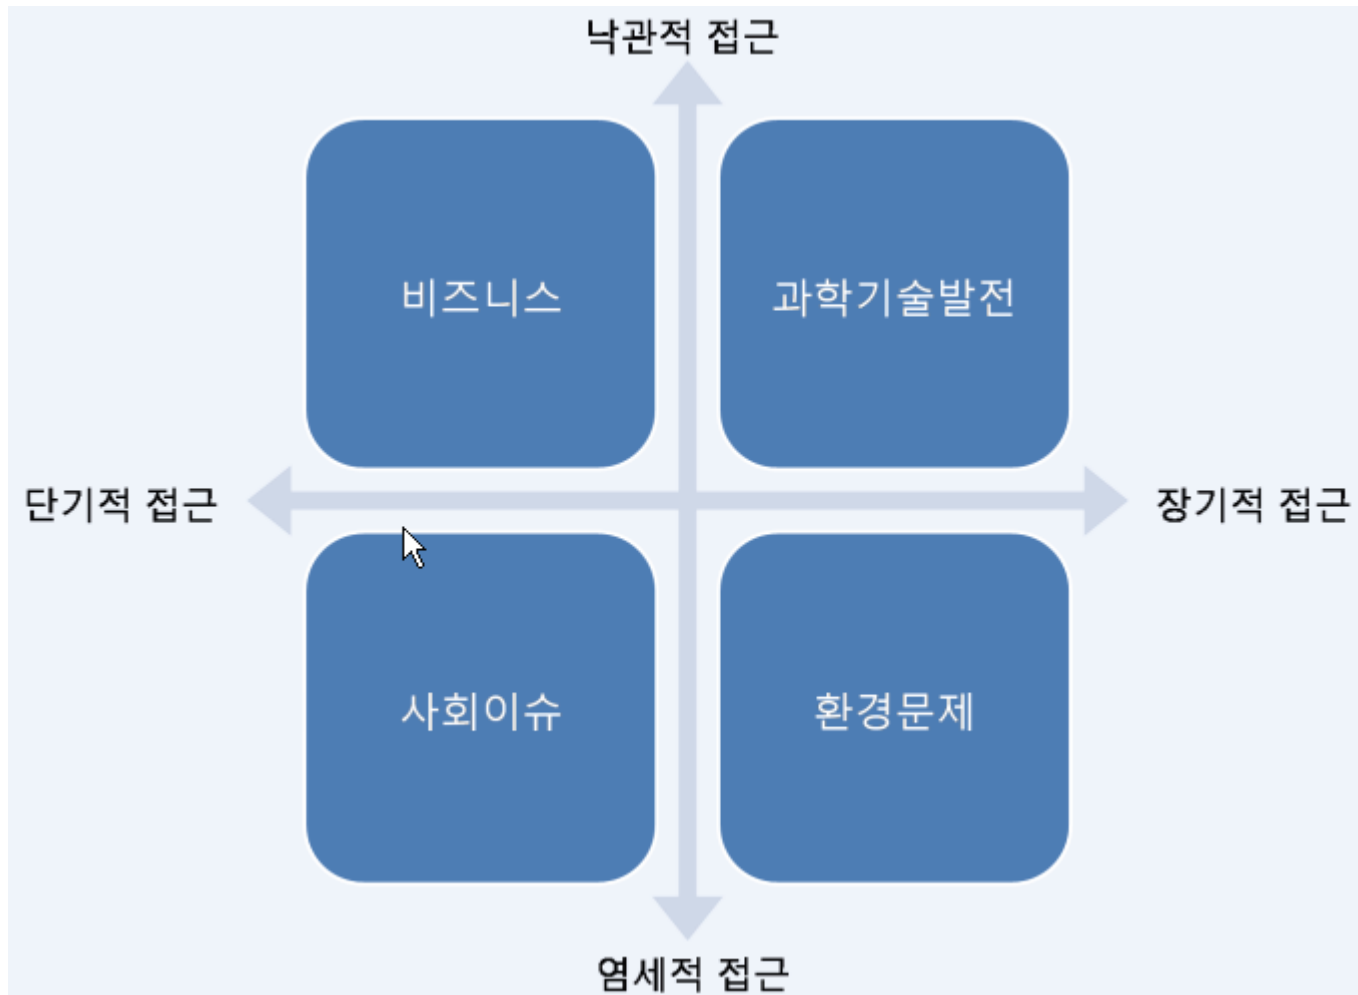 낙관적 접근
비즈니스
과학기술발전
단기적 접근
장기적 접근
사회이슈
환경문제
염세적 접근